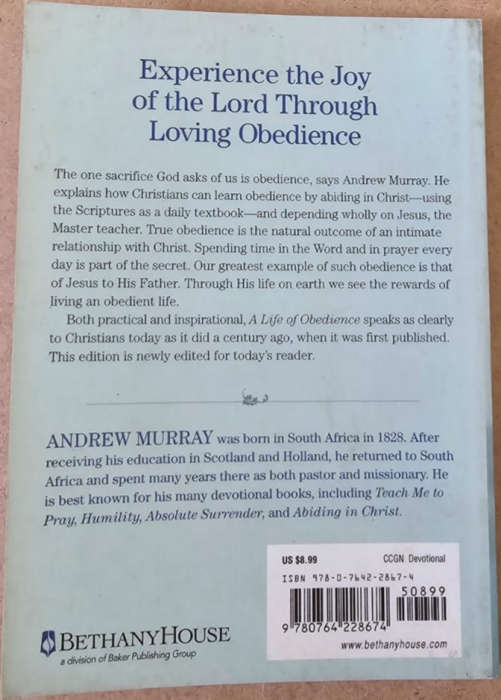 Experience the Joy
of the Lord Through
Loving Obedience
The one sacrifice God asks of us is obedience, says Andrew Murray. He
explains how Christians can learn obedience by abiding in Christ—using
the Scriptures as a daily textbook—and depending wholly on Jesus, the
Master teacher. True obedience is the natural outcome of an intimate
relationship with Christ. Spending time in the Word and in prayer every
day is part of the secret. Our greatest example of such obedience is that
of Jesus to His Father. Through His life on earth we see the rewards of
living an obedient life.
Both practical and inspirational, A Life of Obedience speaks as clearly
to Christians today as it did a century ago, when it was first published.
This edition is newly edited for today's reader.
ANDREW MURRAY was born in South Africa in 1828. After
receiving his education in Scotland and Holland, he returned to South
Africa and spent many years there as both pastor and missionary. He
is best known for his many devotional books, including Teach Me to
Pray, Humility, Absolute Surrender, and Abiding in Christ.
US $8.99 CCGN Devotional
ISBN 978-0-7642-2867-4
50899
9 780764 228674
www.bethanyhouse.com
BETHANYHOUSE
a division of Baker Publishing Group